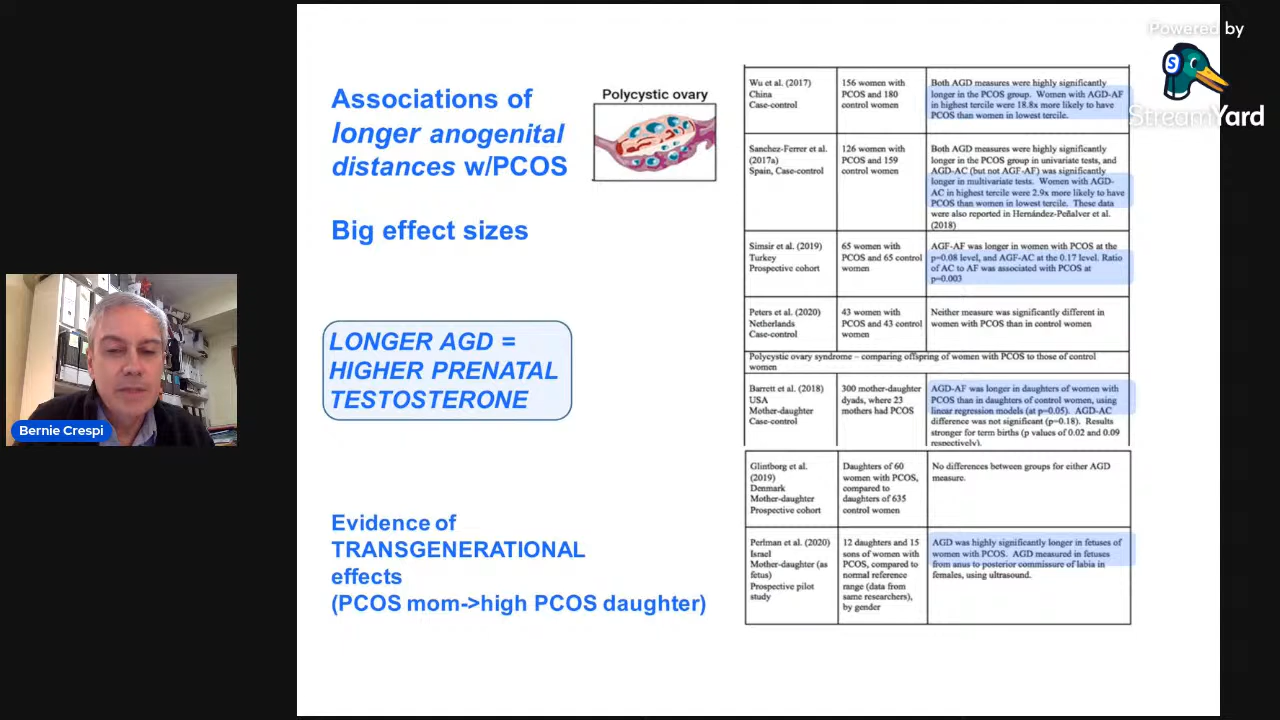 Powered by
StreamYard
Associations of
longer anogenital
distances w/PCOS
Big effect sizes
LONGER AGD =
HIGHER PRENATAL
TESTOSTERONE
Evidence of
TRANSGENERATIONAL
effects
(PCOS mom->high PCOS daughter)
Polycystic ovary
Bernie Crespi
Wu et al. (2017)
China
Case-control
156 women with
PCOS and 180
control women
Both AGD measures were highly significantly
longer in the PCOS group. Women with AGD-AF
in highest tercile were 18.8x more likely to have
PCOS than women in lowest tercile.
Sanchez-Ferrer et al.
(2017a)
Spain, Case-control
126 women with
PCOS and 159
control women
Both AGD measures were highly significantly
longer in the PCOS group in univariate tests, and
AGD-AC (but not AGF-AF) was significantly
longer in multivariate tests. Women with AGD-
AC in highest tercile were 2.9x more likely to have
PCOS than women in lowest tercile. These data
were also reported in Hernández-Peñalver et al.
(2018)
Simsir et al. (2019)
Turkey
Prospective cohort
65 women with
PCOS and 65 control
women
AGF-AF was longer in women with PCOS at the
p=0.08 level, and AGF-AC at the 0.17 level. Ratio
of AC to AF was associated with PCOS at
p=0.003
Peters et al. (2020)
Netherlands
Case-control
43 women with
PCOS and 43 control
women
Neither measure was significantly different in
women with PCOS than in control women
Polycystic ovary syndrome – comparing offspring of women with PCOS to those of control
women
Barrett et al. (2018)
USA
Mother-daughter
Case-control
300 mother-daughter
dyads, where 23
mothers had PCOS
AGD-AF was longer in daughters of women with
PCOS than in daughters of control women, using
linear regression models (at p=0.05). AGD-AC
difference was not significant (p=0.18). Results
stronger for term births (p values of 0.02 and 0.09
respectively).
Glintborg et al.
(2019)
Denmark
Mother-daughter
Prospective cohort
Daughters of 60
women with PCOS,
compared to
daughters of 635
control women
No differences between groups for either AGD
measure.
Perlman et al. (2020)
Israel
Mother-daughter (as
fetus)
Prospective pilot
study
12 daughters and 15
sons of women with
PCOS, compared to
normal reference
range (data from
same researchers),
by gender
AGD was highly significantly longer in fetuses of
women with PCOS. AGD measured in fetuses
from anus to posterior commissure of labia in
females, using ultrasound.